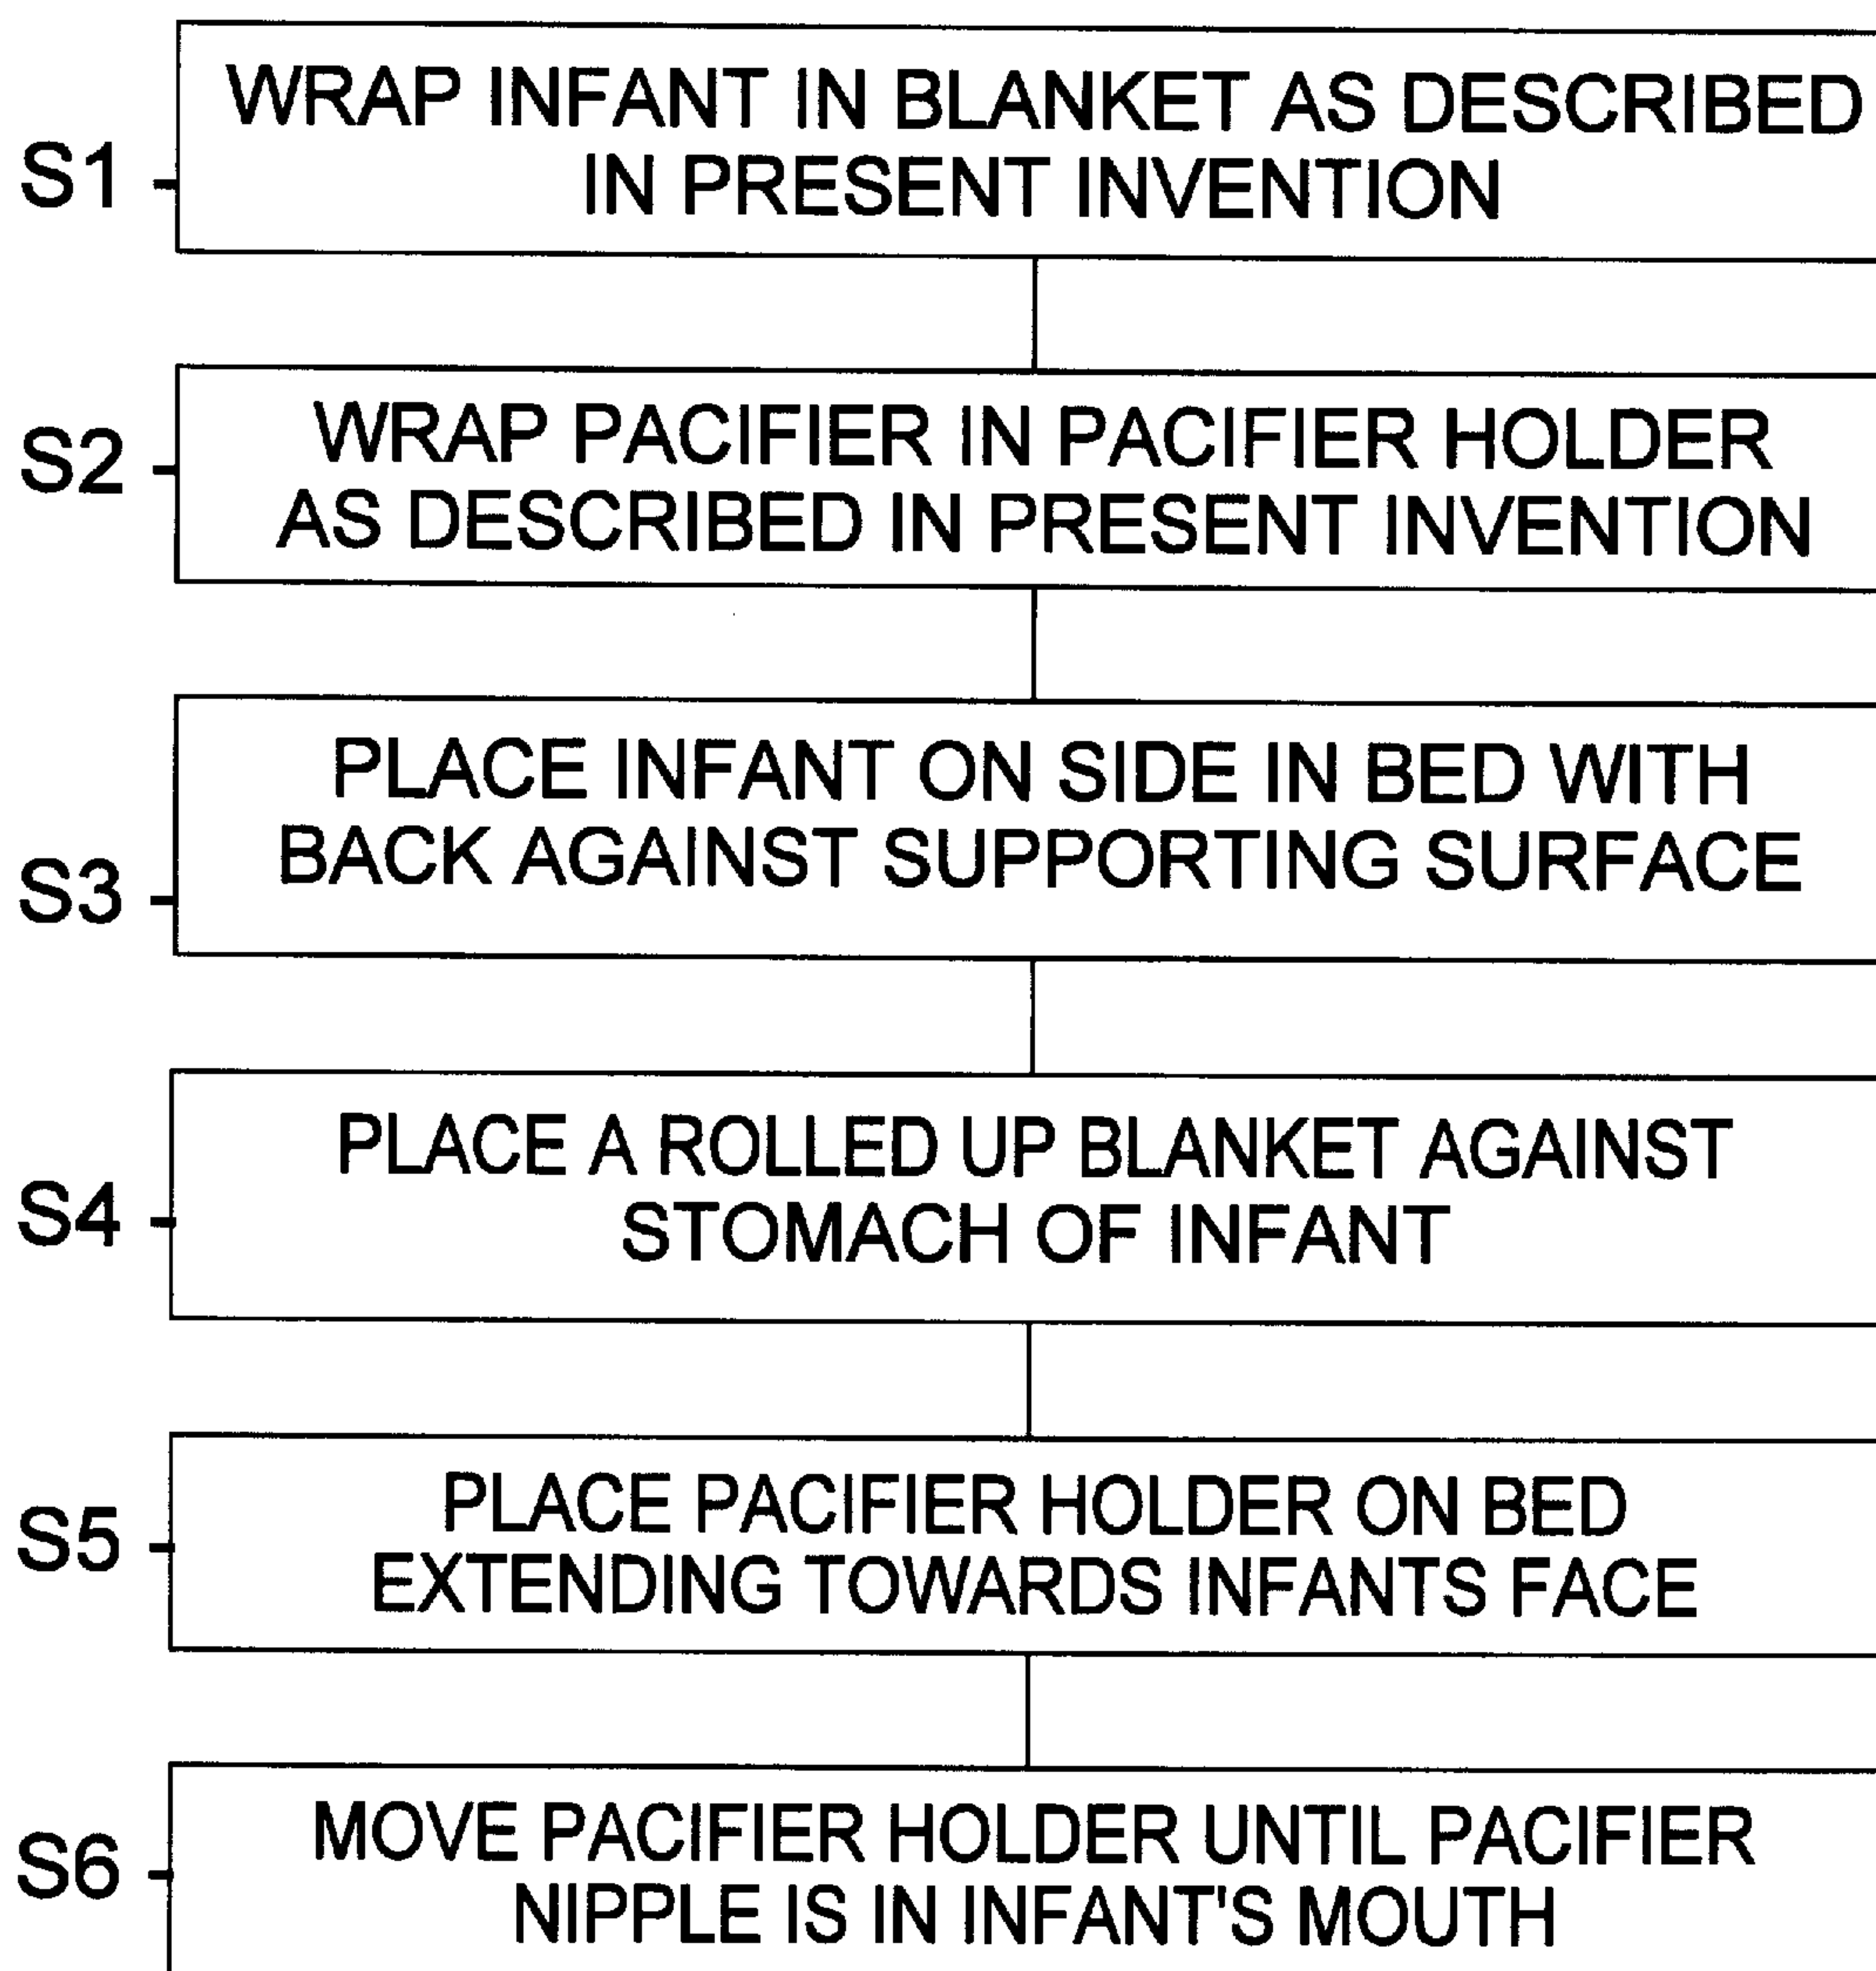 WRAP INFANT IN BLANKET AS DESCRIBED
S1 IN PRESENT INVENTION
WRAP PACIFIER IN PACIFIER HOLDER
S2 AS DESCRIBED IN PRESENT INVENTION
PLACE INFANT ON SIDE IN BED WITH
BACK AGAINST SUPPORTING SURFACE
S3
PLACE A ROLLED UP BLANKET AGAINST
S4 STOMACH OF INFANT
PLACE PACIFIER HOLDER ON BED
S5 EXTENDING TOWARDS INFANTS FACE
MOVE PACIFIER HOLDER UNTIL PACIFIER
S6 NIPPLE IS IN INFANT'S MOUTH